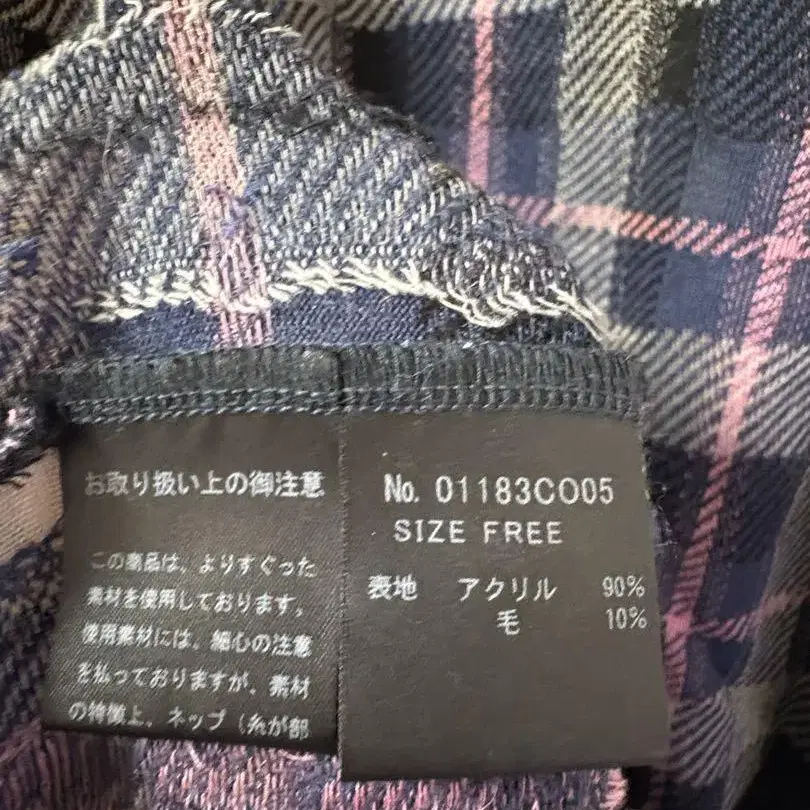 お取り扱い上の御注意
この商品は、よりすぐった
素材を使用しております。
使用素材には、細心の注意
を払っておりますが、素材
の特徴上、ネップ（糸が部
No. 01183CO05
SIZE FREE
表地 アクリル 90%
毛 10%